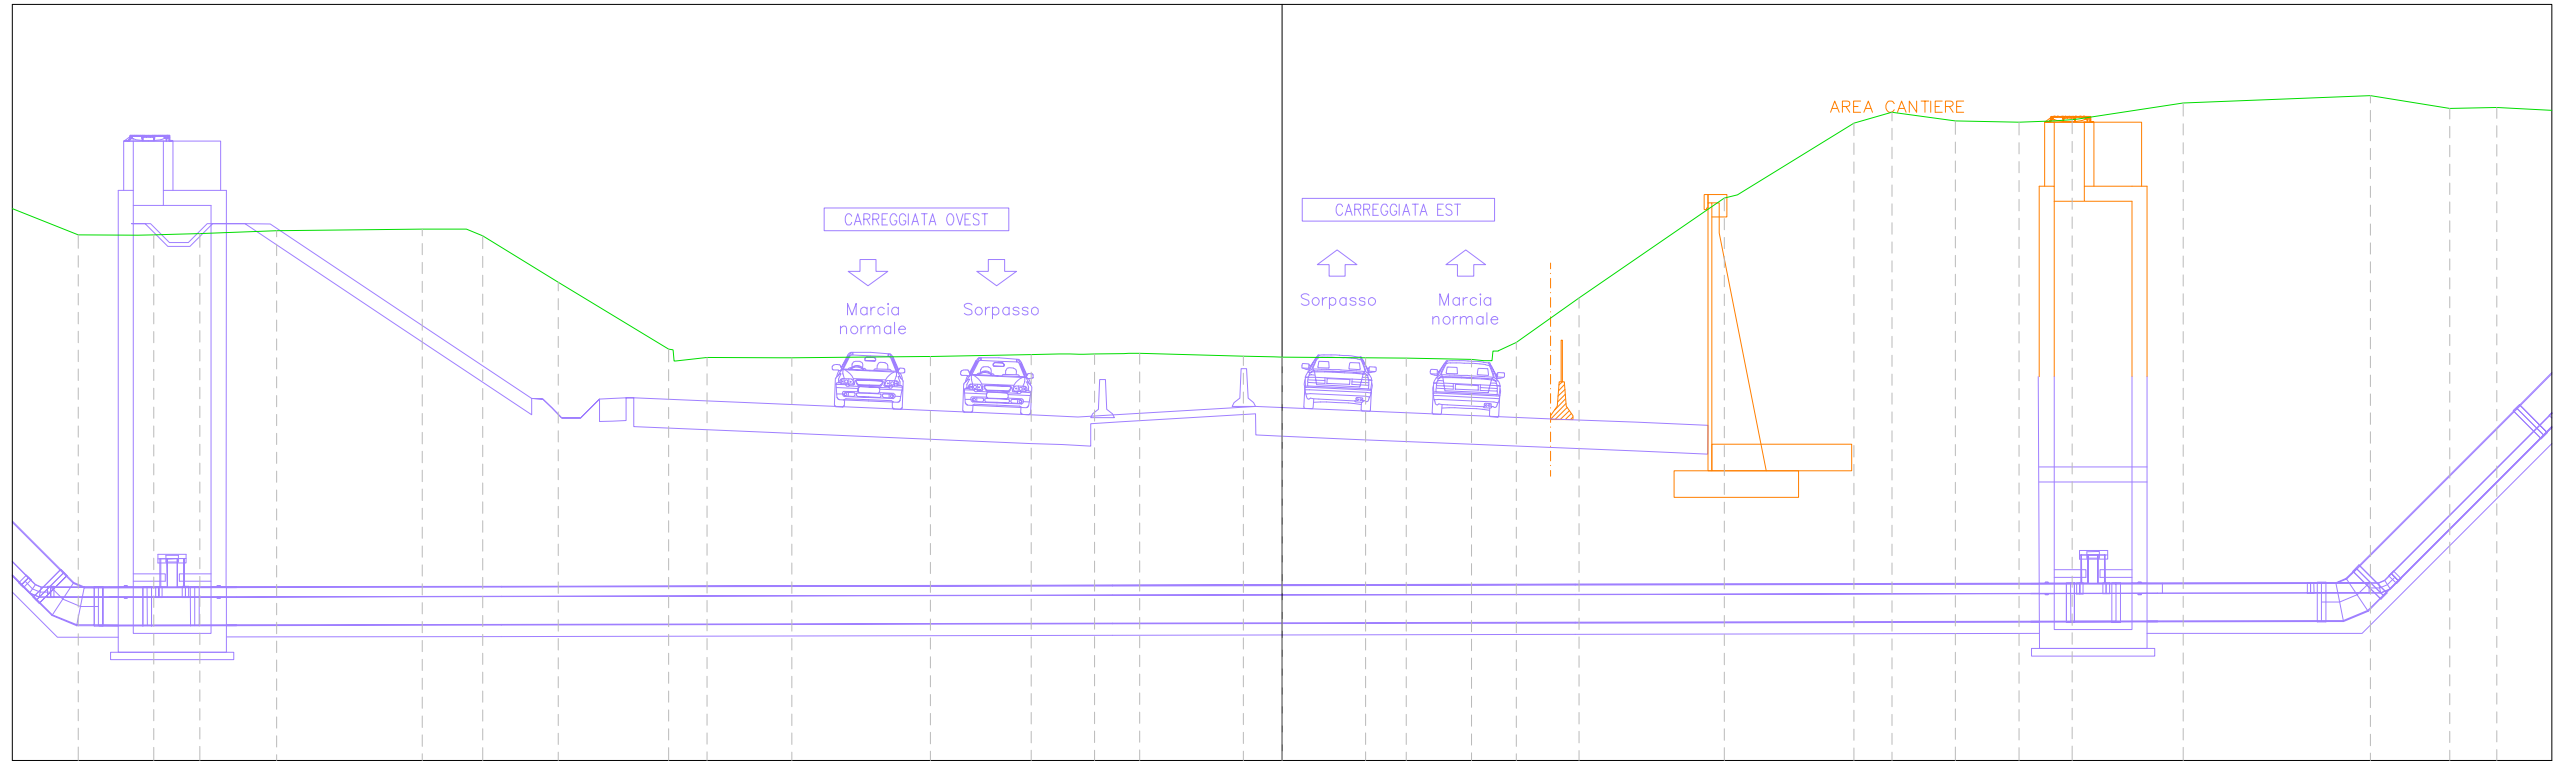 AREA CANTIERE
CARREGGIATA OVEST
CARREGGIATA EST
Marcia
normale
Sorpasso
Sorpasso
Marcia
normale